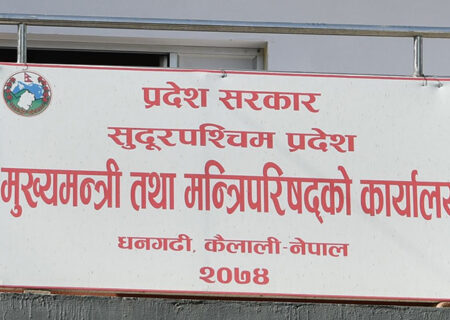 प्रदेश सरकार
सुदूरपश्चिम प्रदेश
मुख्यमन्त्री तथा मन्त्रिपरिषद्को कार्यालय
धनगढी, कैलाली-नेपाल
२०७४